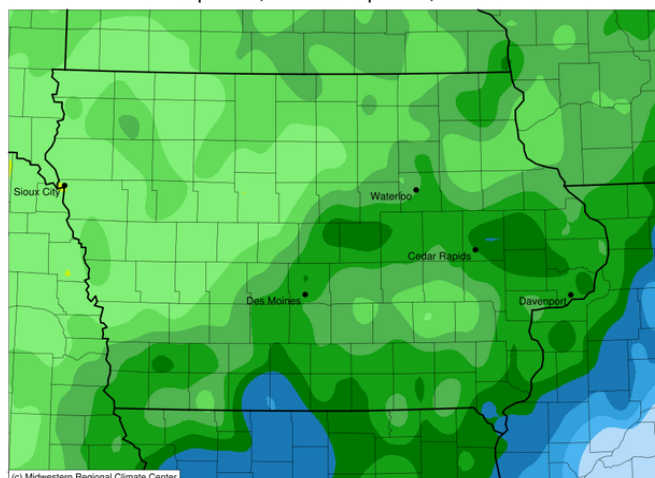 Sioux City
Waterloo
Cedar Rapids
Des Moines
Davenport
(c) Midwestern Regional Climate Center